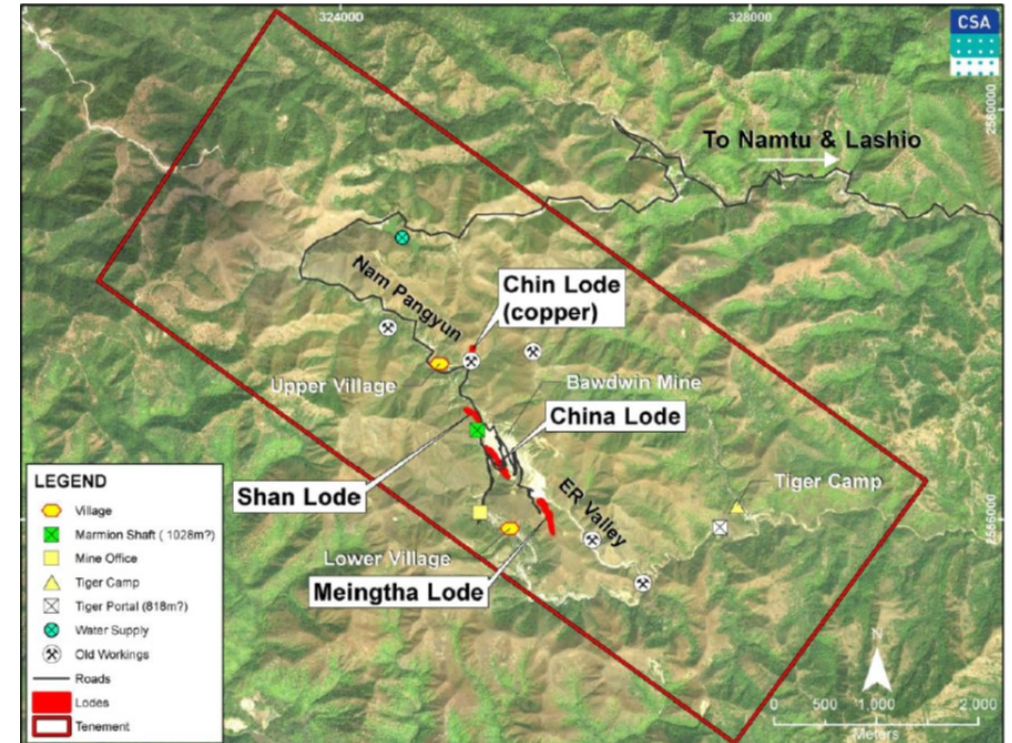 324000
328000
CSA
2580000
To Namtu & Lashio
Nam Pangyun
Chin Lode
(copper)
Upper Village
Bawdwin Mine
China Lode
Shan Lode
ER Valley
Tiger Camp
Lower Village
Meingtha Lode
LEGEND
Village
Marmion Shaft ( 1028m?)
Mine Office
Tiger Camp
Tiger Portal (818m?)
Water Supply
Old Workings
Roads
Lodes
Tenement
N
0 500 1,000 2,000
Meters